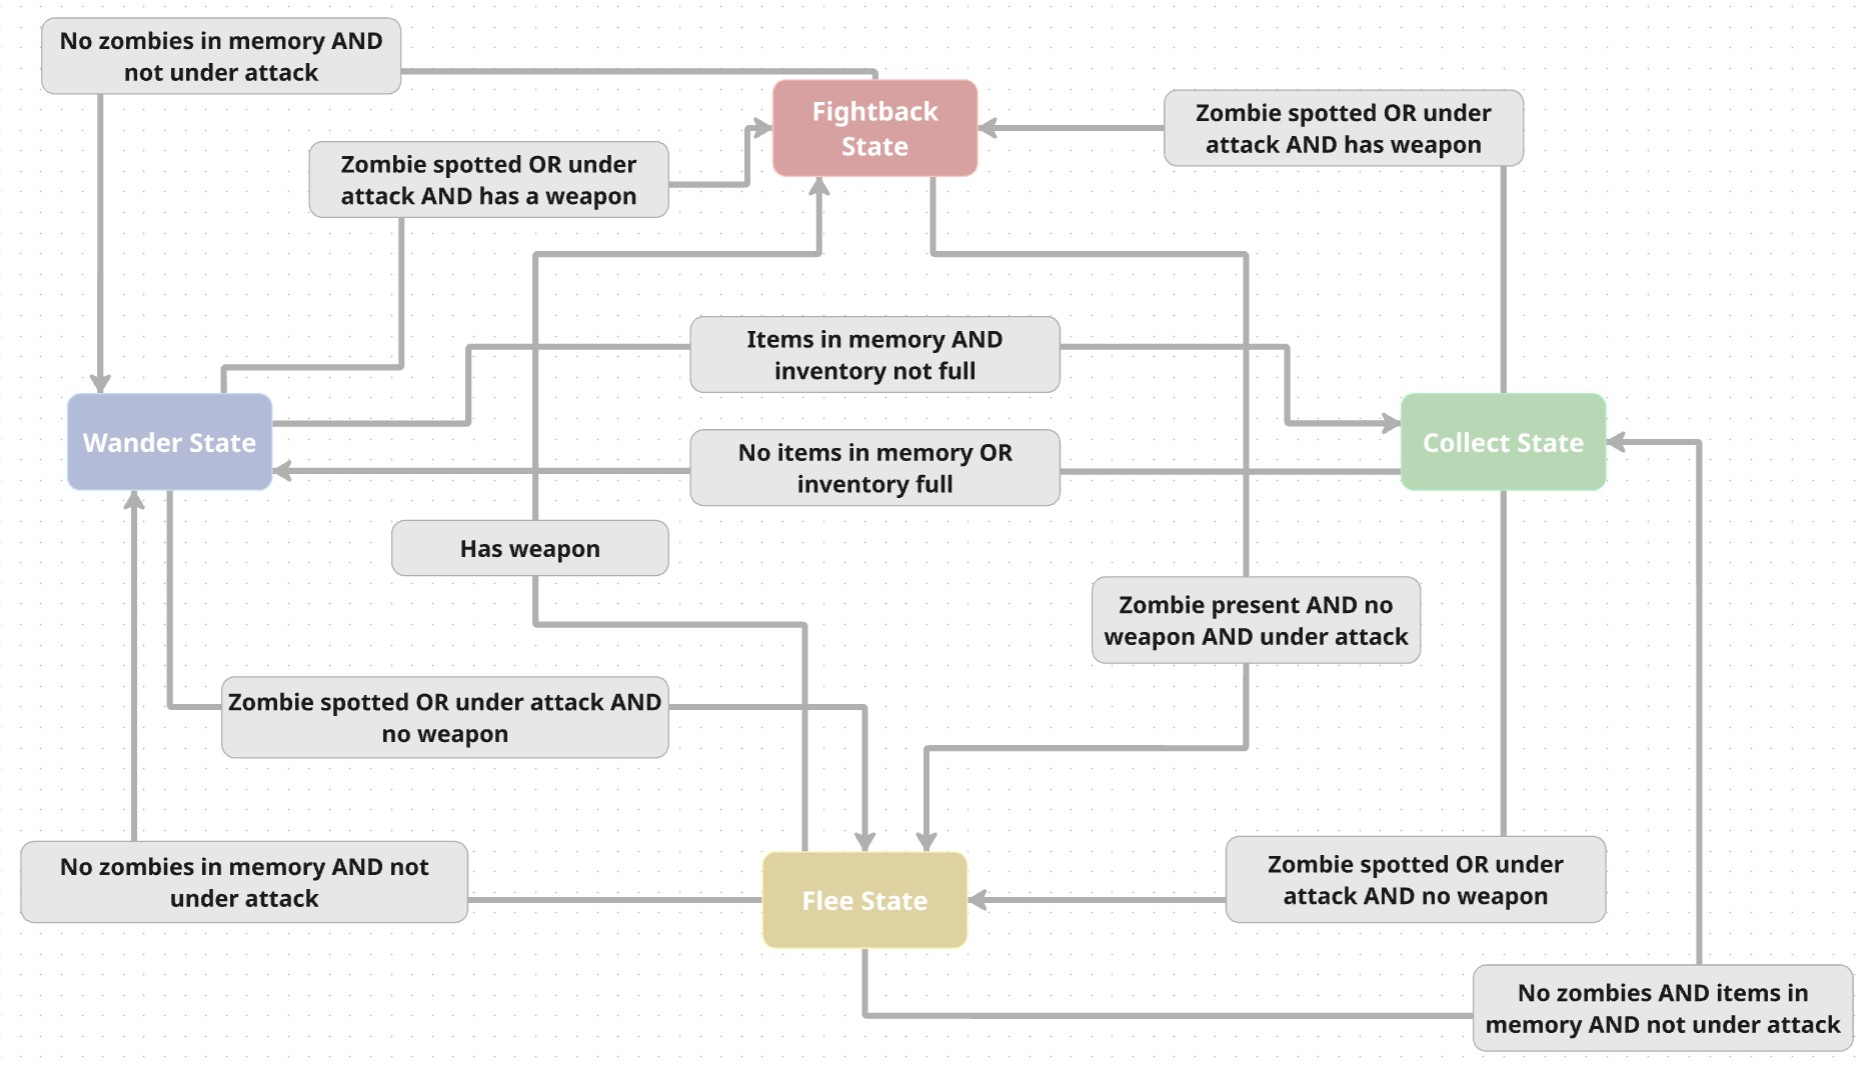 No zombies in memory AND
not under attack
Fightback
State
Zombie spotted OR under
attack AND has weapon
Zombie spotted OR under
attack AND has a weapon
Items in memory AND
inventory not full
Wander State
Collect State
No items in memory OR
inventory full
Has weapon
Zombie present AND no
weapon AND under attack
Zombie spotted OR under attack AND
no weapon
No zombies in memory AND not
under attack
Flee State
Zombie spotted OR under
attack AND no weapon
No zombies AND items in
memory AND not under attack